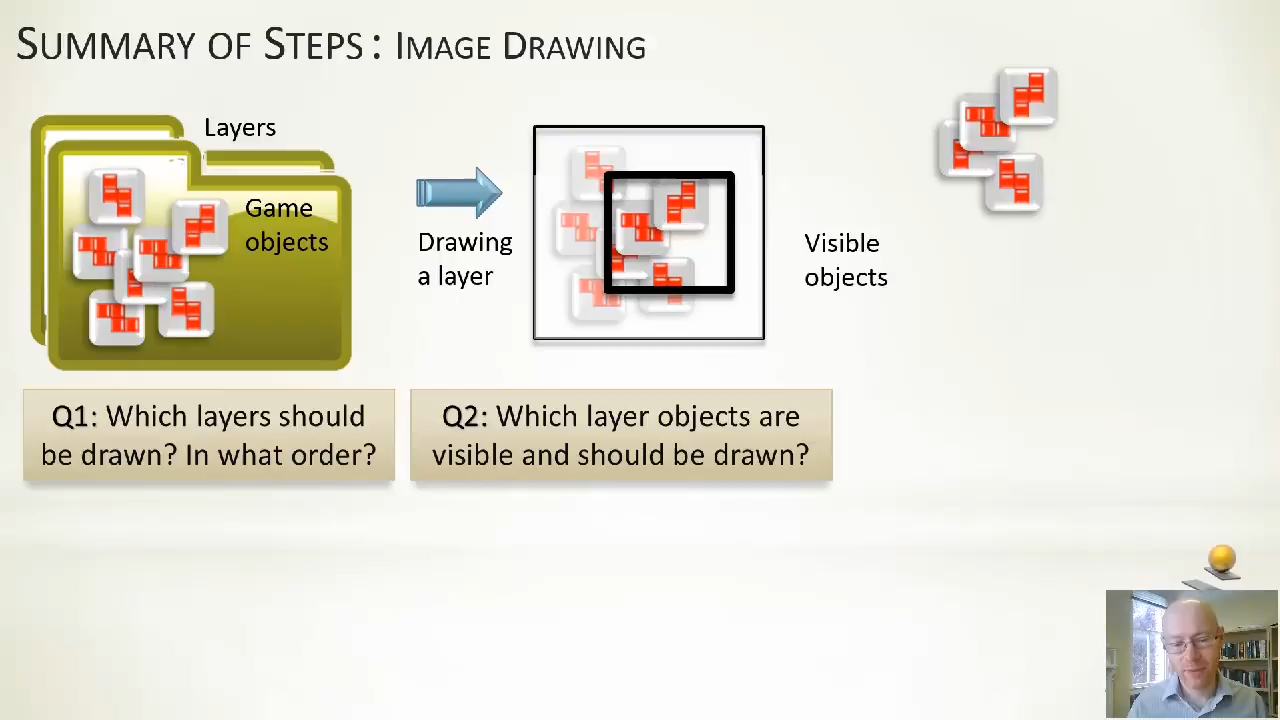 SUMMARY OF STEPS : IMAGE DRAWING
Layers
Game
objects
Drawing
a layer
Visible
objects
Q1: Which layers should
be drawn? In what order?
Q2: Which layer objects are
visible and should be drawn?